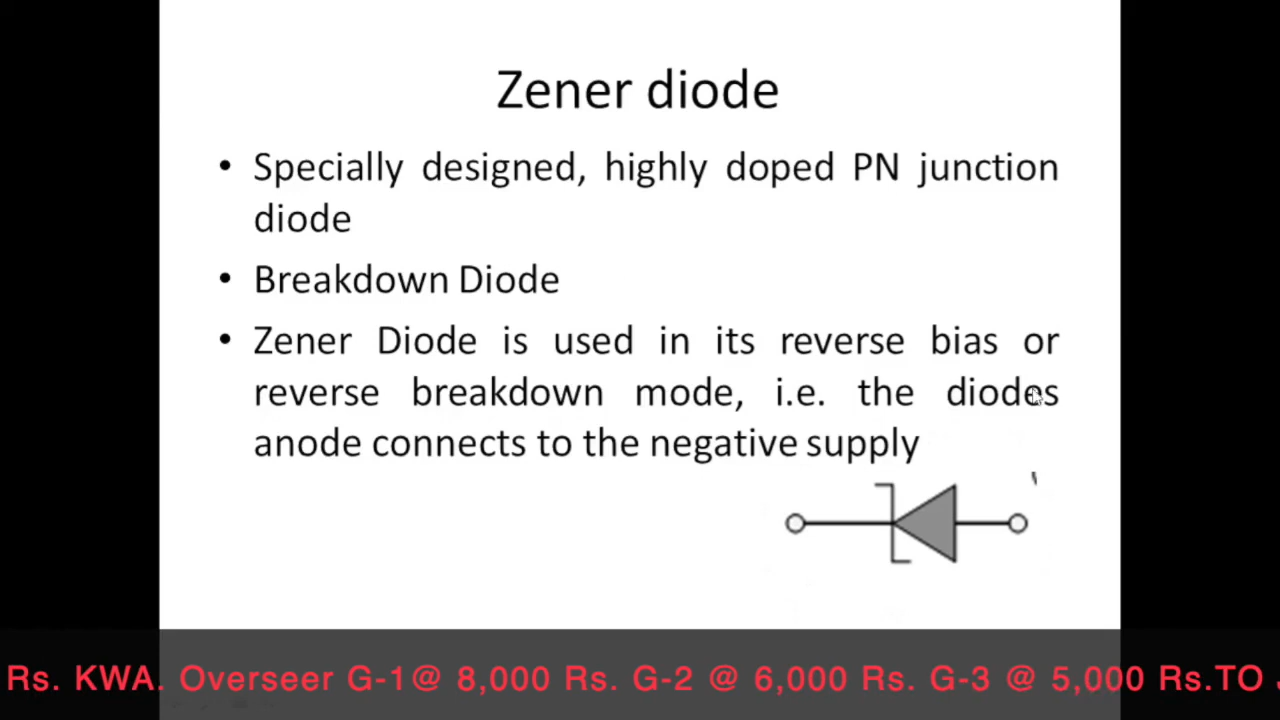 Zener diode
• Specially designed, highly doped PN junction
diode
• Breakdown Diode
• Zener Diode is used in its reverse bias or
reverse breakdown mode, i.e. the diodes
anode connects to the negative supply
Rs. KWA. Overseer G-1@ 8,000 Rs. G-2 @ 6,000 Rs. G-3 @ 5,000 Rs.TO